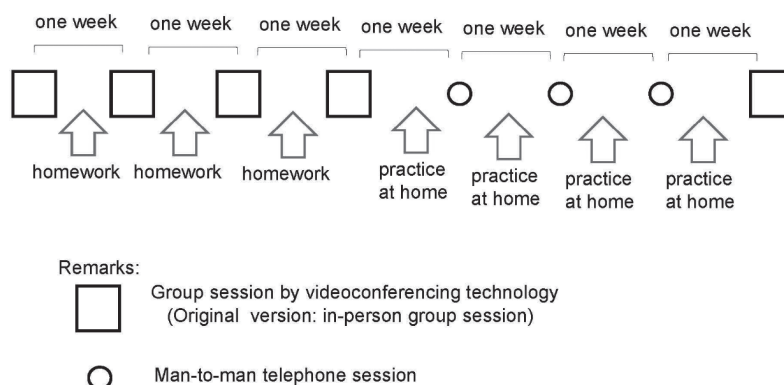 one week one week one week one week one week one week one week
homework homework homework practice at home practice at home practice at home practice at home
Remarks:
Group session by videoconferencing technology
(Original version: in-person group session)
Man-to-man telephone session